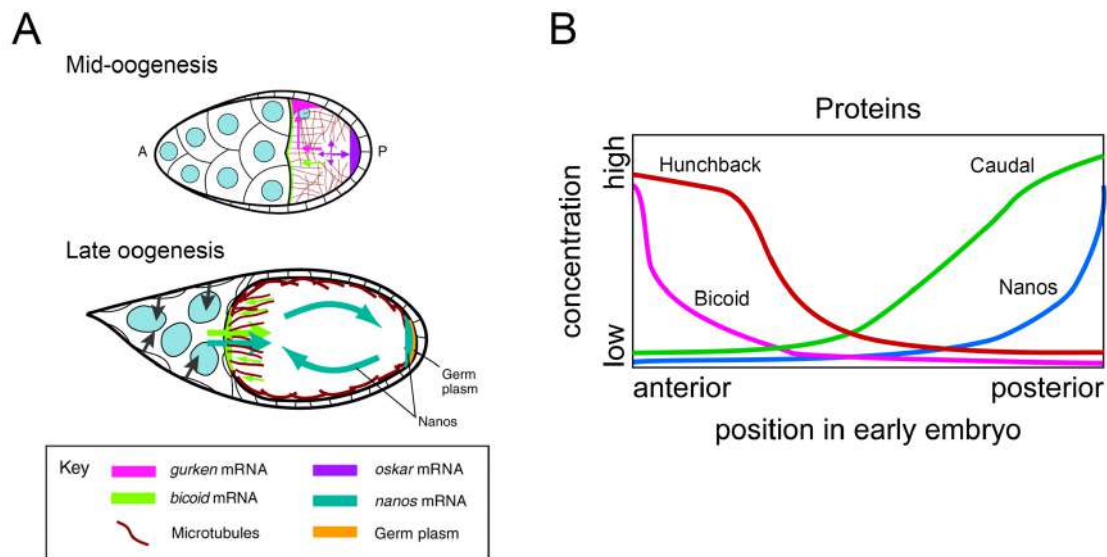 A
Mid-oogenesis
A
P
Late oogenesis
Germ
plasm
Nanos
Key
gurken mRNA
oskar mRNA
bicoid mRNA
nanos mRNA
Microtubules
Germ plasm
B
Proteins
high
concentration
low
Hunchback
Caudal
Bicoid
Nanos
anterior
posterior
position in early embryo